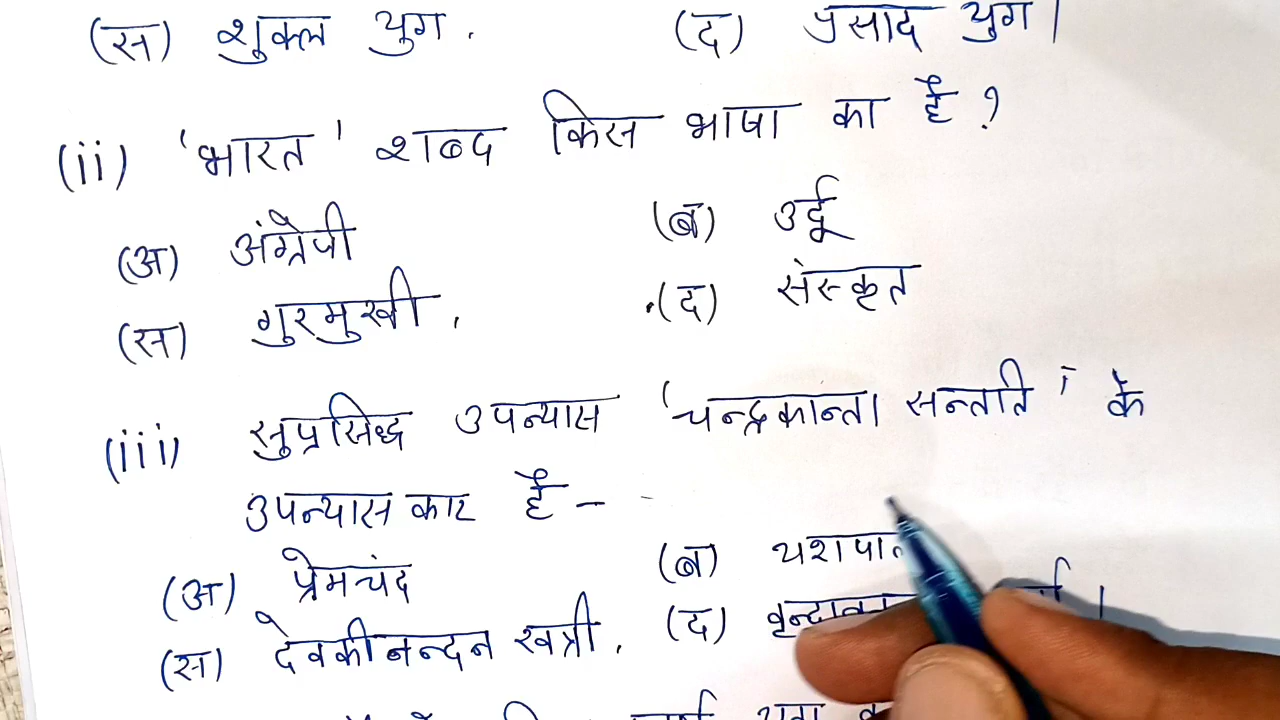 (स) शुक्ल युग. (द) प्रसाद युग।
(ii) 'भारत' शब्द किस भाषा का है ?
(अ) अंग्रेजी (ब) उर्दू
(स) गुरमुखी. (द) संस्कृत
(iii) सुप्रसिद्ध उपन्यास 'चन्द्रकान्ता सन्तति' के
उपन्यासकार है –
(अ) प्रेमचंद (ब)
(स) देवकीनन्दन खत्री. (द)